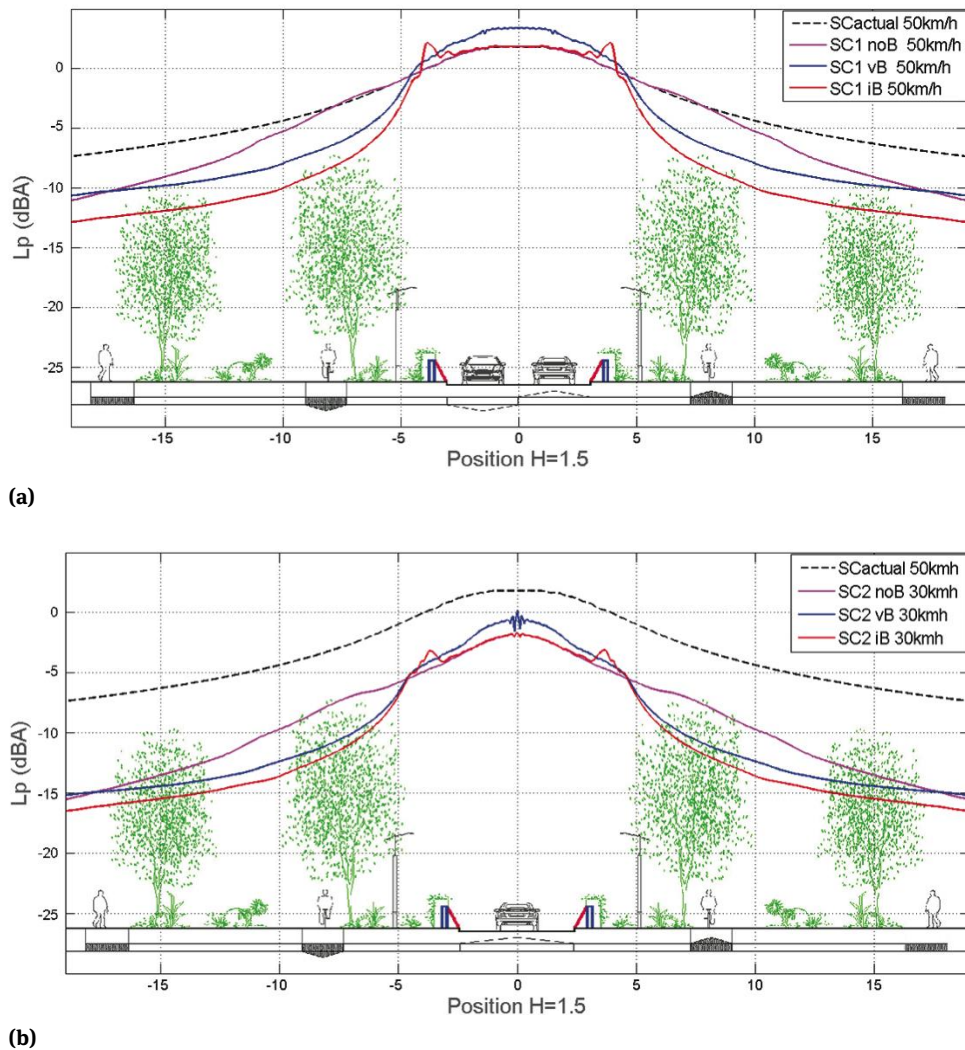 SCactual 50km/h
SC1 noB 50km/h
SC1 vB 50km/h
SC1 iB 50km/h
0
-5
-10
-15
-20
-25
Lp (dBA)
-15 -10 -5 0 5 10 15
Position H=1.5
(a)
SCactual 50kmh
SC2 noB 30kmh
SC2 vB 30kmh
SC2 iB 30kmh
0
-5
-10
-15
-20
-25
Lp (dBA)
-15 -10 -5 0 5 10 15
Position H=1.5
(b)